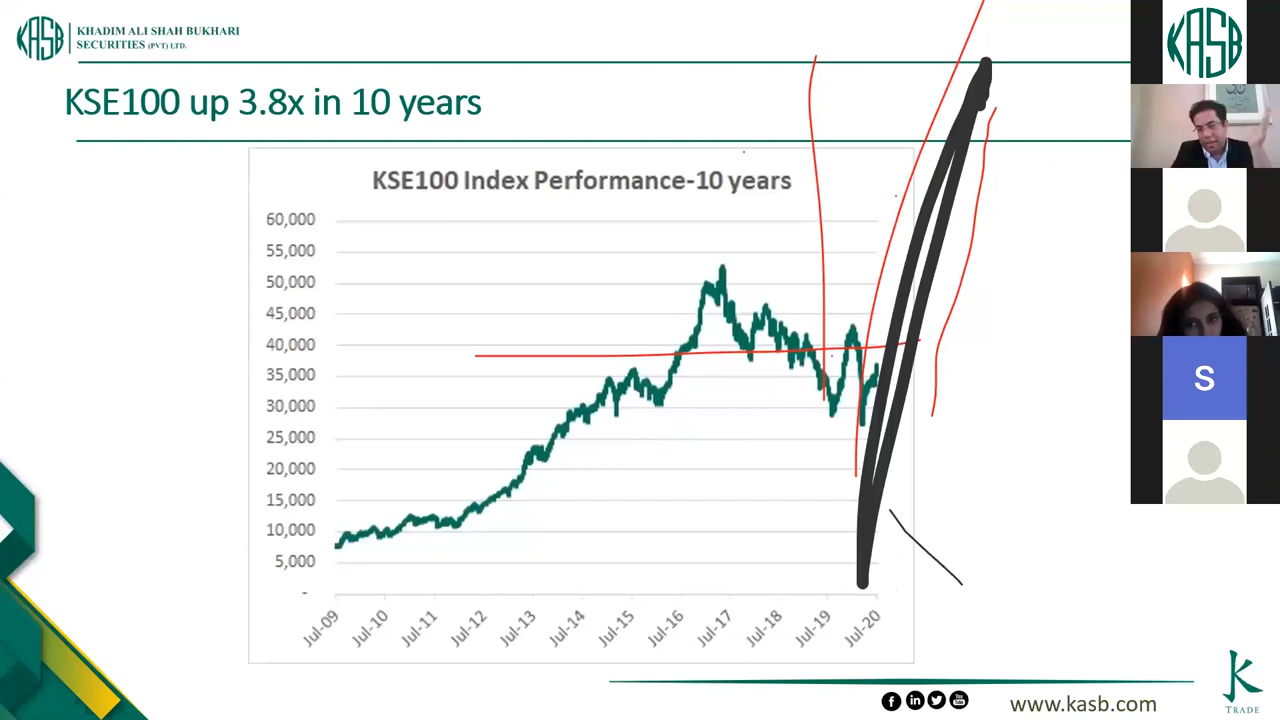 KASB
KHADIM ALI SHAH BUKHARI
SECURITIES (PVT) LTD.
KSE100 up 3.8x in 10 years
KSE100 Index Performance-10 years
60,000
55,000
50,000
45,000
40,000
35,000
30,000
25,000
20,000
15,000
10,000
5,000
-
Jul-09
Jul-10
Jul-11
Jul-12
Jul-13
Jul-14
Jul-15
Jul-16
Jul-17
Jul-18
Jul-19
Jul-20
www.kasb.com
K
TRADE
KASB
S